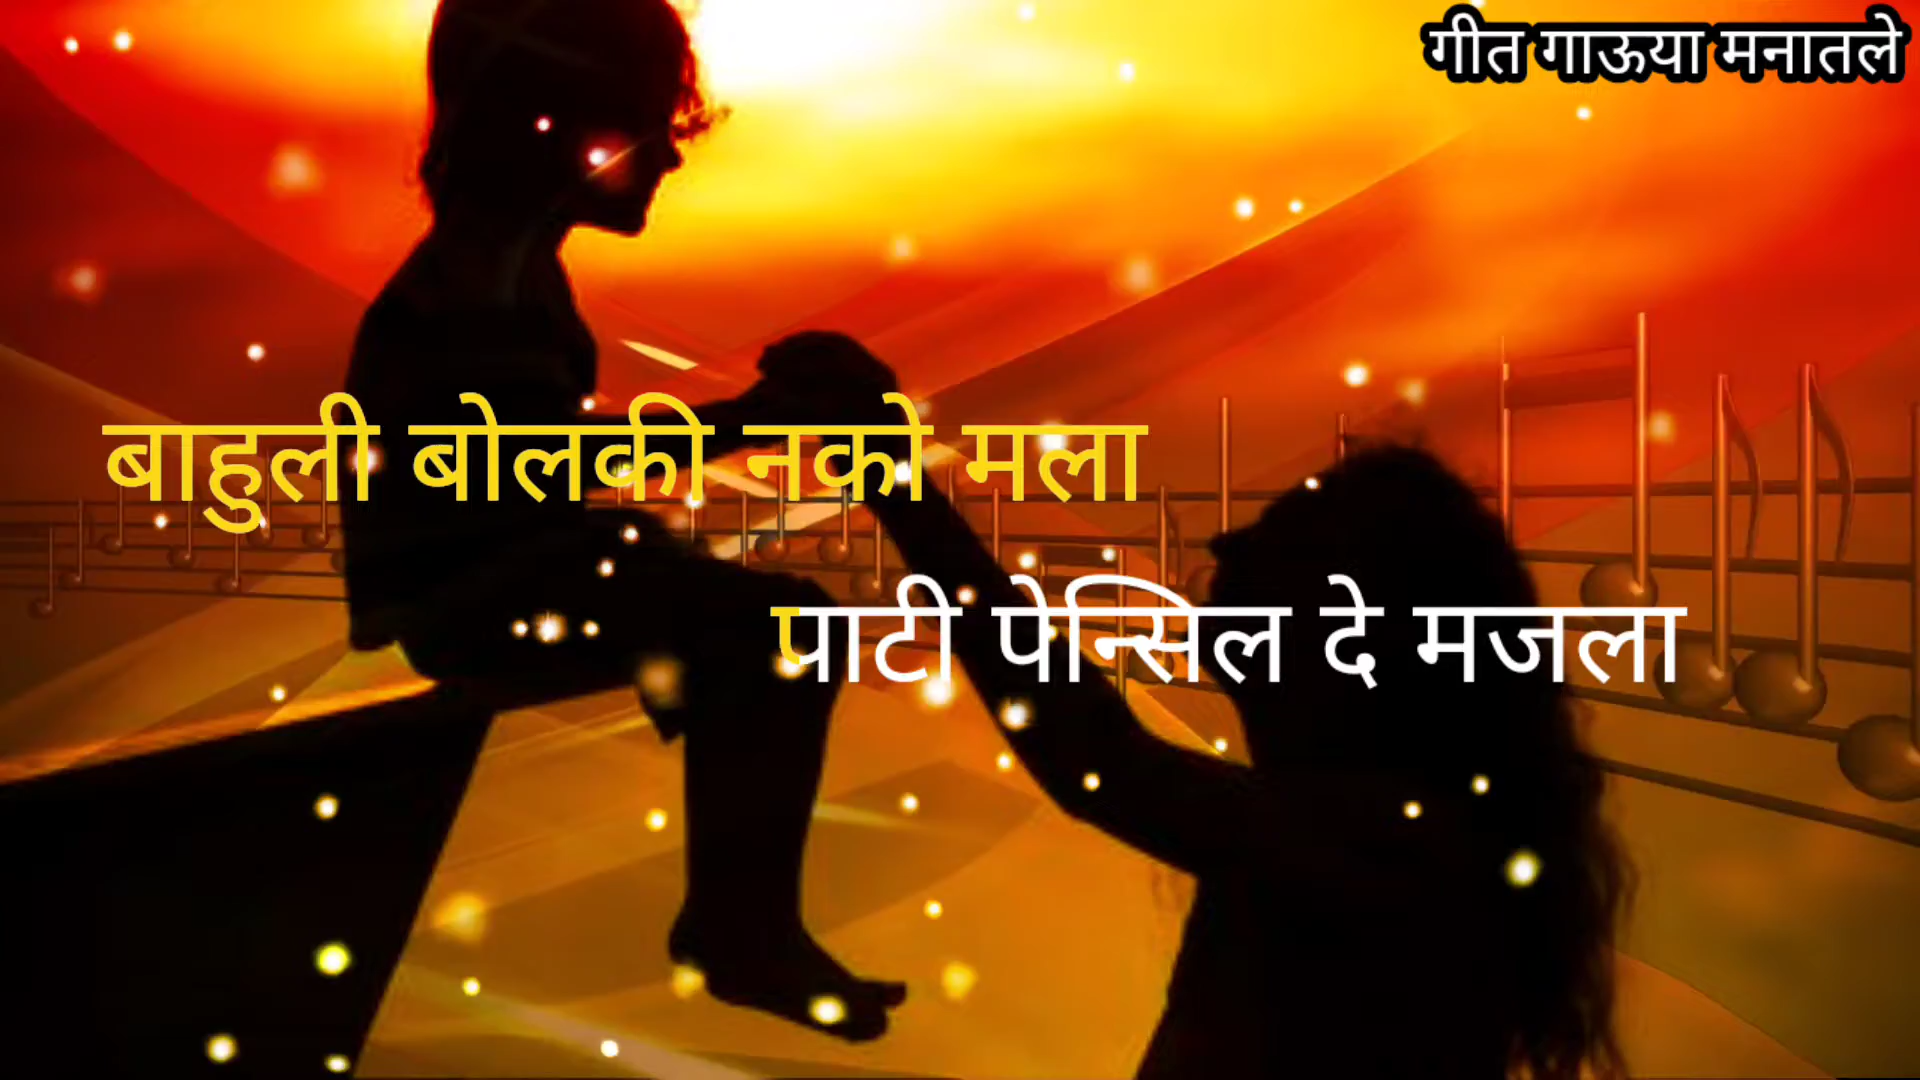 गीत गाऊया मनातले
बाहुली बोलकी नको मला
पाटी पेन्सिल दे मजला